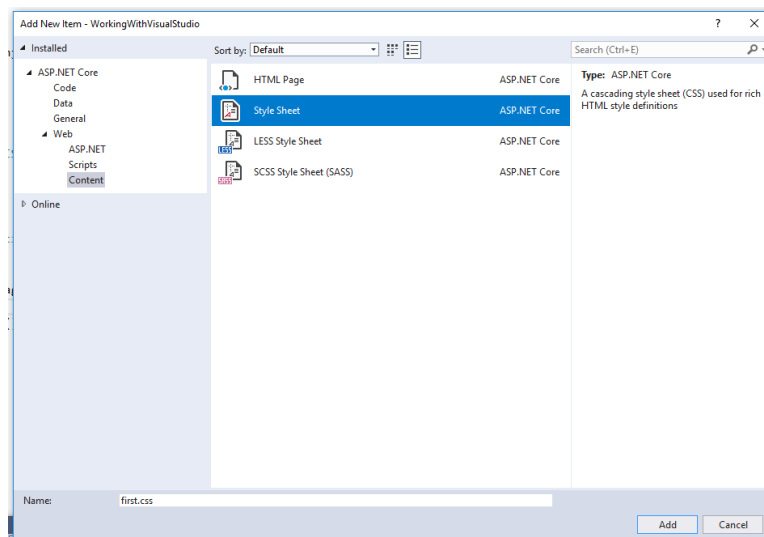 Add New Item - WorkingWithVisualStudio
? ×
Installed
Sort by: Default
Search (Ctrl+E)
ASP.NET Core
Code
Data
General
Web
ASP.NET
Scripts
Content
Online
HTML Page ASP.NET Core
Style Sheet ASP.NET Core
LESS Style Sheet ASP.NET Core
LESS
SCSS Style Sheet (SASS) ASP.NET Core
Type: ASP.NET Core
A cascading style sheet (CSS) used for rich
HTML style definitions
Name: first.css
Add Cancel